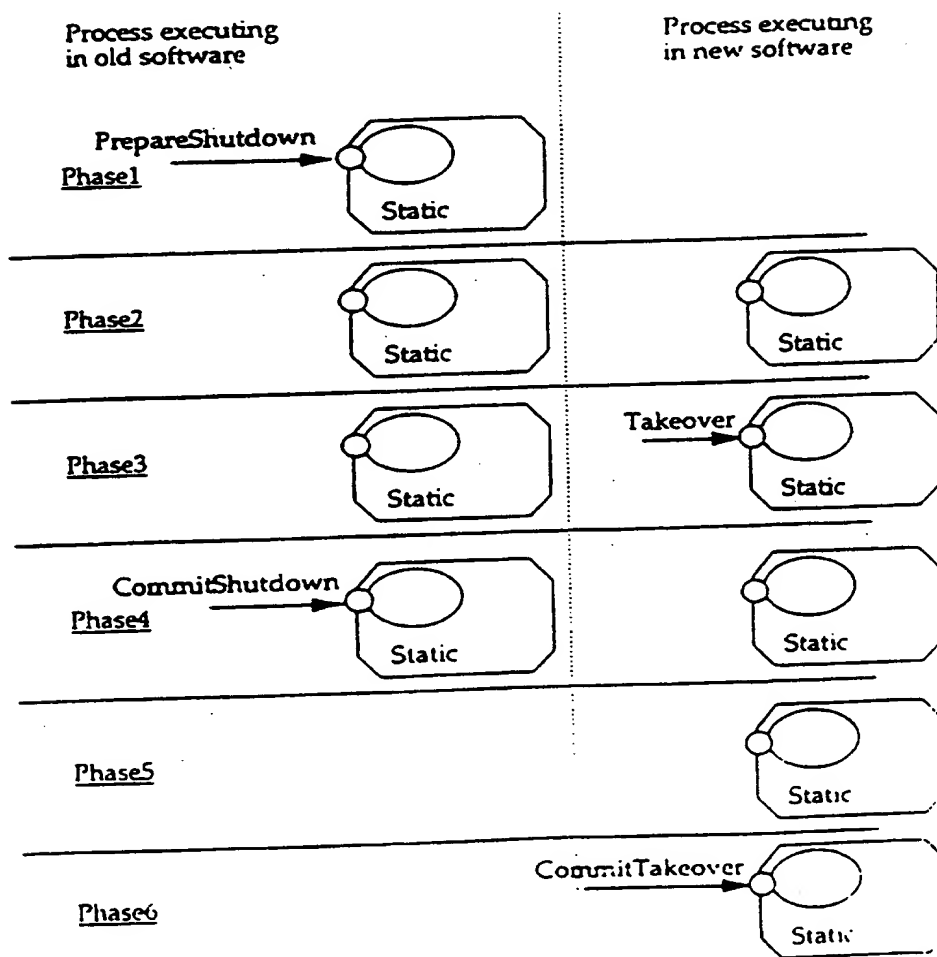 Process executing
in old software
Process executing
in new software
PrepareShutdown
Phase1
Static
Phase2
Static
Static
Takeover
Phase3
Static
Static
CommitShutdown
Phase4
Static
Static
Phase5
Static
CommitTakeover
Phase6
Static